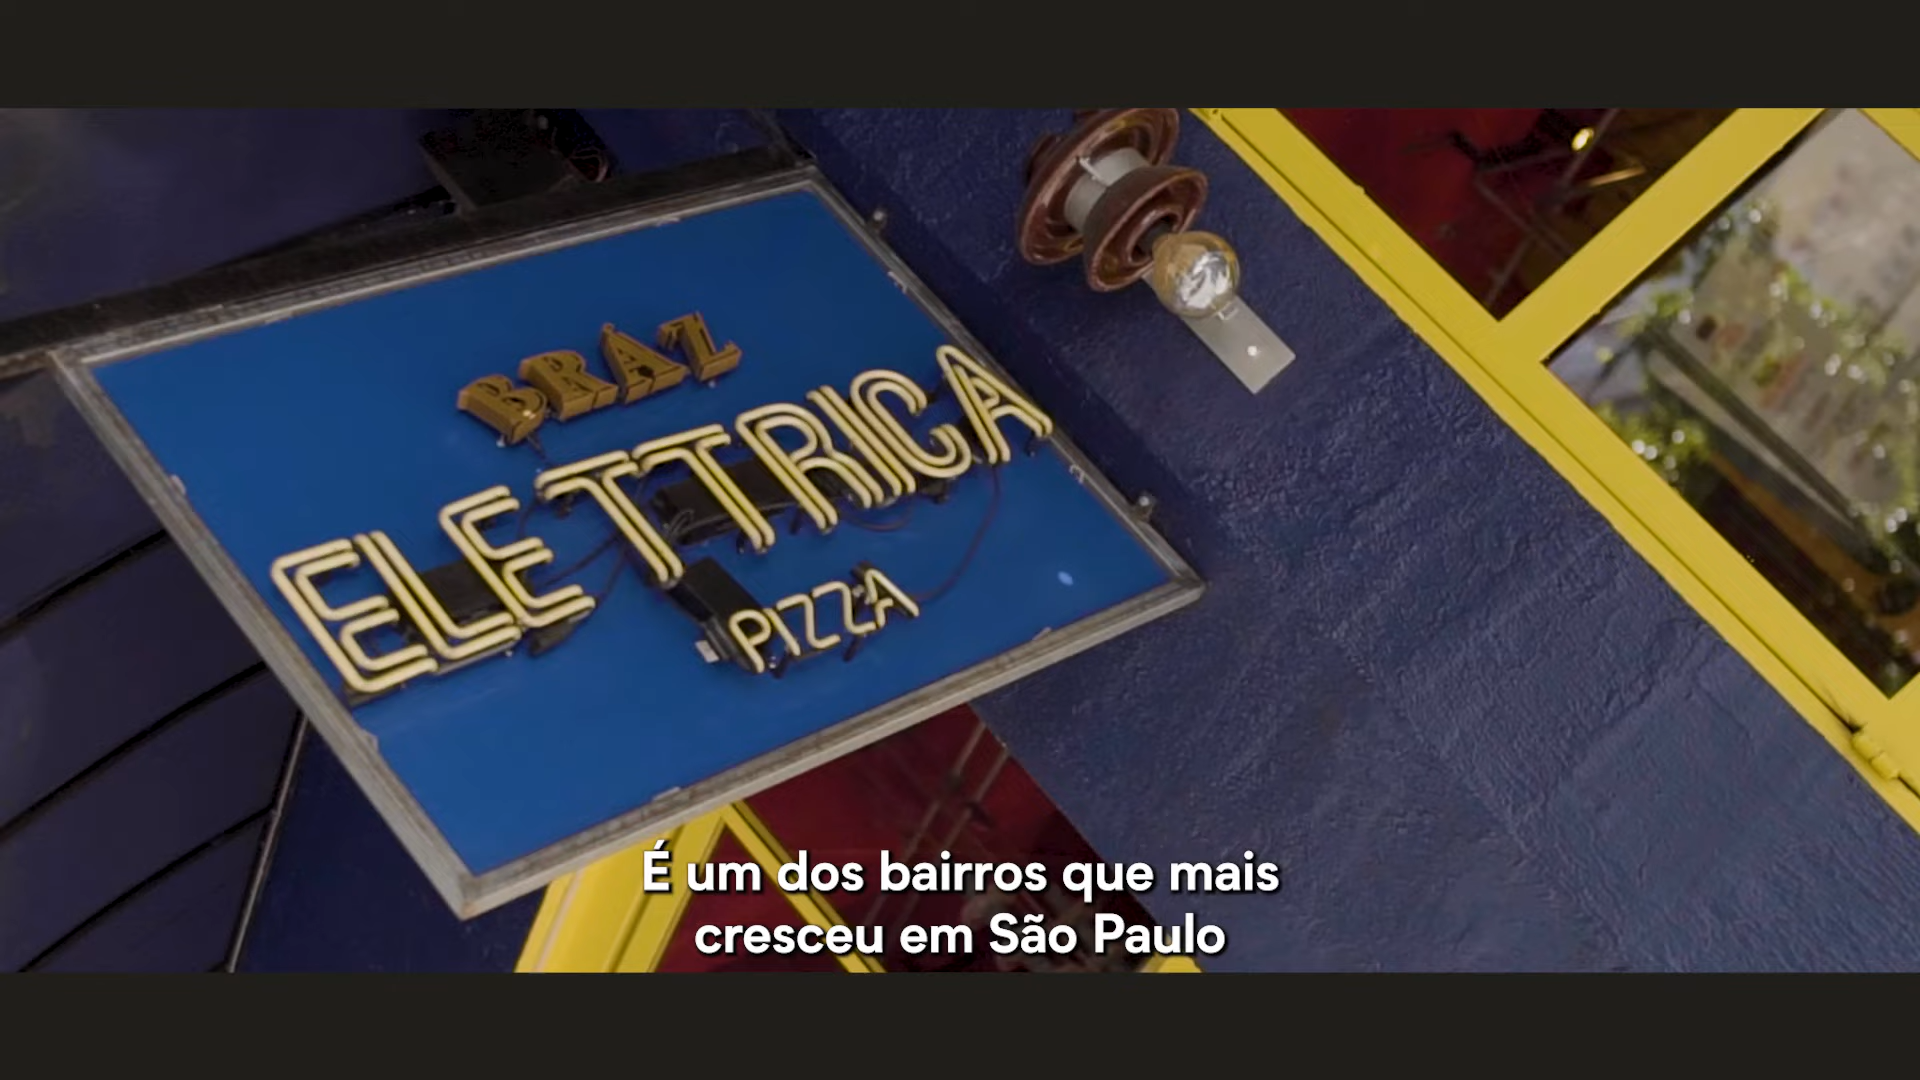 BRÁZ
ELETTRICA
PIZZA
É um dos bairros que mais
cresceu em São Paulo